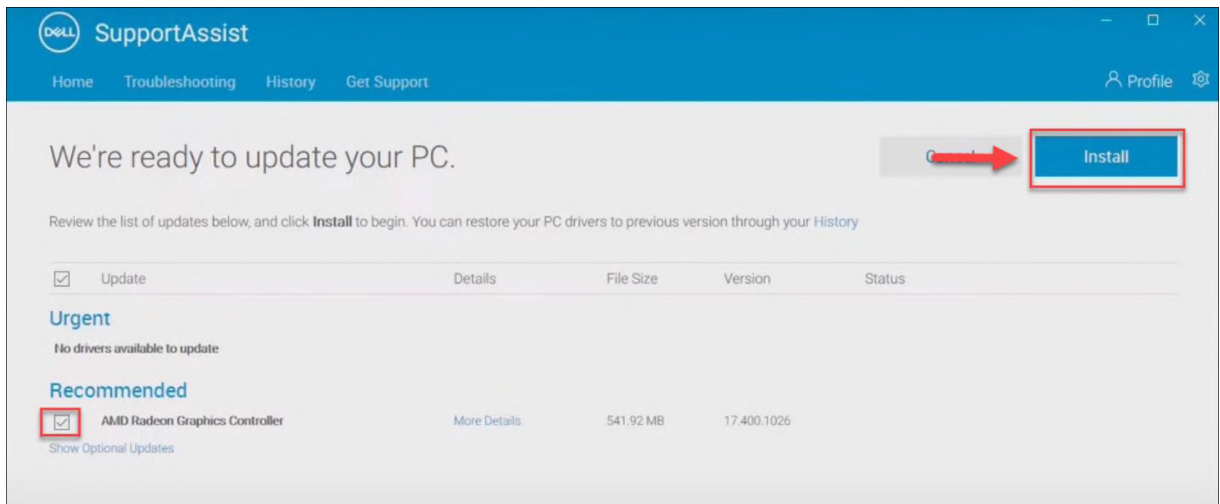 DELL SupportAssist
Home Troubleshooting History Get Support Profile
We're ready to update your PC.
Install
Review the list of updates below, and click Install to begin. You can restore your PC drivers to previous version through your History
Update Details File Size Version Status
Urgent
No drivers available to update
Recommended
AMD Radeon Graphics Controller More Details 541.92 MB 17.400.1026
Show Optional Updates